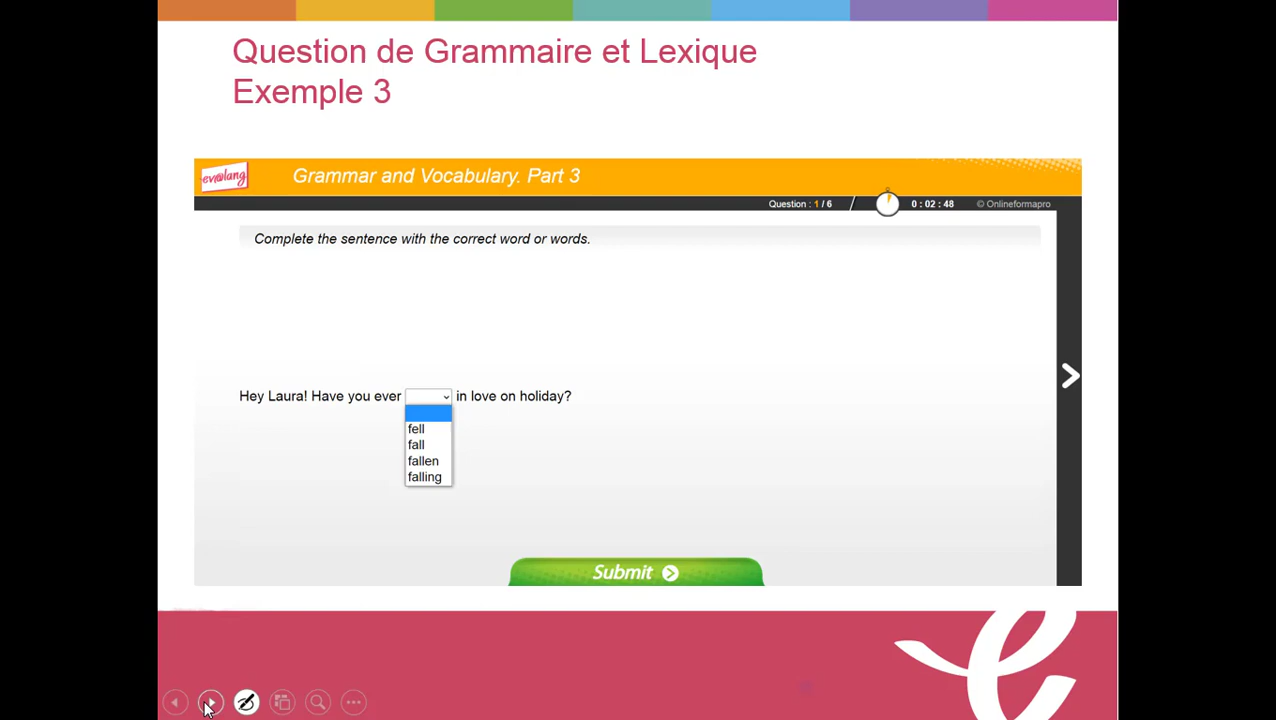 Question de Grammaire et Lexique
Exemple 3
ev@lang
Grammar and Vocabulary. Part 3
Question : 1 / 6
0 : 02 : 48
© Onlineformapro
Complete the sentence with the correct word or words.
Hey Laura! Have you ever in love on holiday?
fell
fall
fallen
falling
Submit